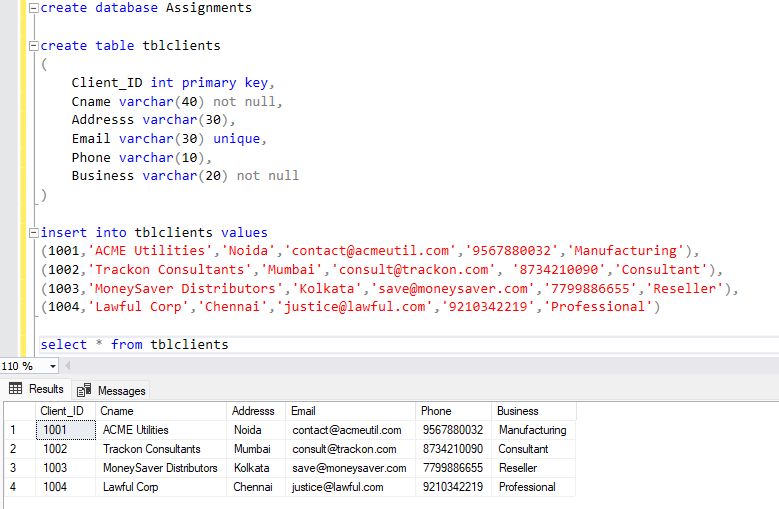 create database Assignments
create table tblclients
(
Client_ID int primary key,
Cname varchar(40) not null,
Addresss varchar(30),
Email varchar(30) unique,
Phone varchar(10),
Business varchar(20) not null
)
insert into tblclients values
(1001,'ACME Utilities','Noida','contact@acmeutil.com','9567880032','Manufacturing'),
(1002,'Trackon Consultants','Mumbai','consult@trackon.com', '8734210090','Consultant'),
(1003,'MoneySaver Distributors','Kolkata','save@moneysaver.com','7799886655','Reseller'),
(1004,'Lawful Corp','Chennai','justice@lawful.com','9210342219','Professional')
select * from tblclients
110 %
Results Messages
Client_ID Cname Addresss Email Phone Business
1 1001 ACME Utilities Noida contact@acmeutil.com 9567880032 Manufacturing
2 1002 Trackon Consultants Mumbai consult@trackon.com 8734210090 Consultant
3 1003 MoneySaver Distributors Kolkata save@moneysaver.com 7799886655 Reseller
4 1004 Lawful Corp Chennai justice@lawful.com 9210342219 Professional